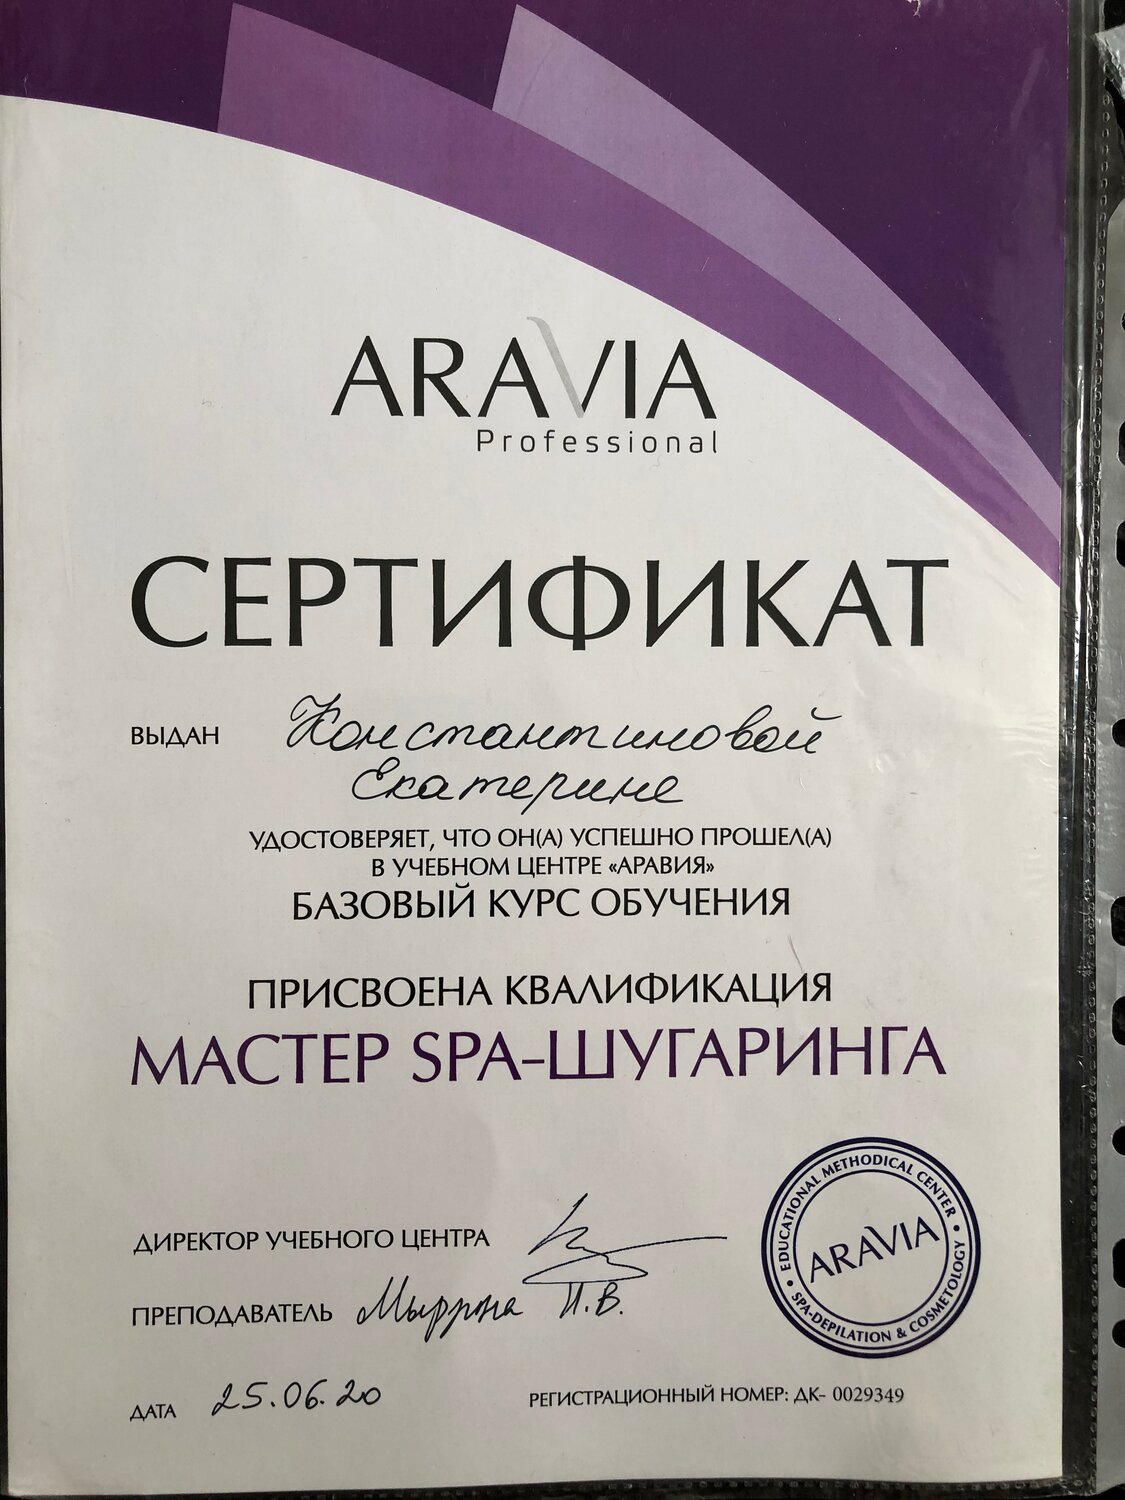 ARAVIA
Professional
СЕРТИФИКАТ
ВЫДАН Константиновой
Екатерине
УДОСТОВЕРЯЕТ, ЧТО ОН(А) УСПЕШНО ПРОШЕЛ(А)
В УЧЕБНОМ ЦЕНТРЕ «АРАВИЯ»
БАЗОВЫЙ КУРС ОБУЧЕНИЯ
ПРИСВОЕНА КВАЛИФИКАЦИЯ
МАСТЕР SPA-ШУГАРИНГА
ДИРЕКТОР УЧЕБНОГО ЦЕНТРА
ПРЕПОДАВАТЕЛЬ
EDUCATIONAL METHODICAL CENTER
ARAVIA
SPA-DEPILATION & COSMETOLOGY
ДАТА 25.06.20
РЕГИСТРАЦИОННЫЙ НОМЕР: ДК- 0029349